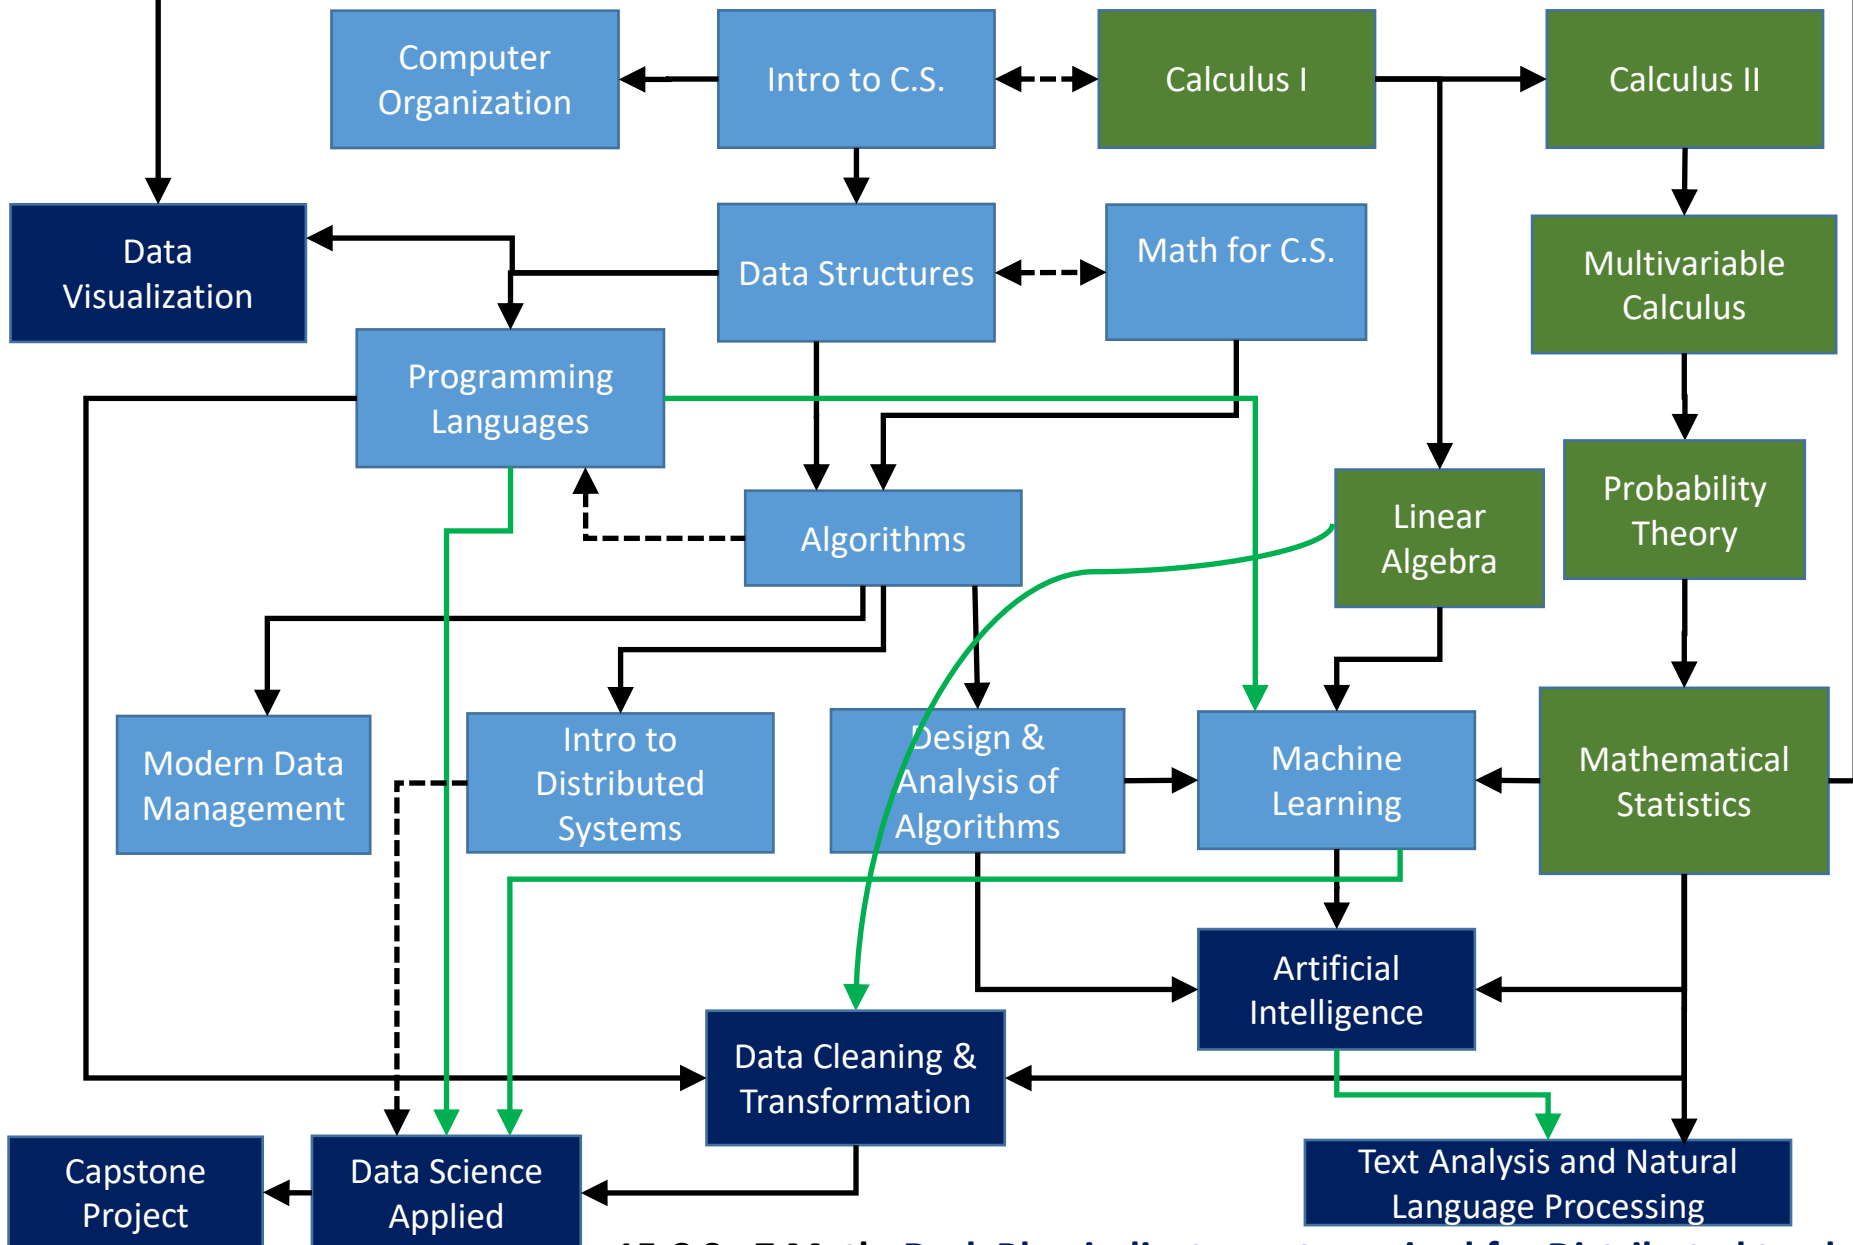 Computer
Organization
Intro to C.S.
Calculus I
Calculus II
Data
Visualization
Data Structures
Math for C.S.
Multivariable
Calculus
Programming
Languages
Algorithms
Linear
Algebra
Probability
Theory
Modern Data
Management
Intro to
Distributed
Systems
Design &
Analysis of
Algorithms
Machine
Learning
Mathematical
Statistics
Artificial
Intelligence
Data Cleaning &
Transformation
Capstone
Project
Data Science
Applied
Text Analysis and Natural
Language Processing